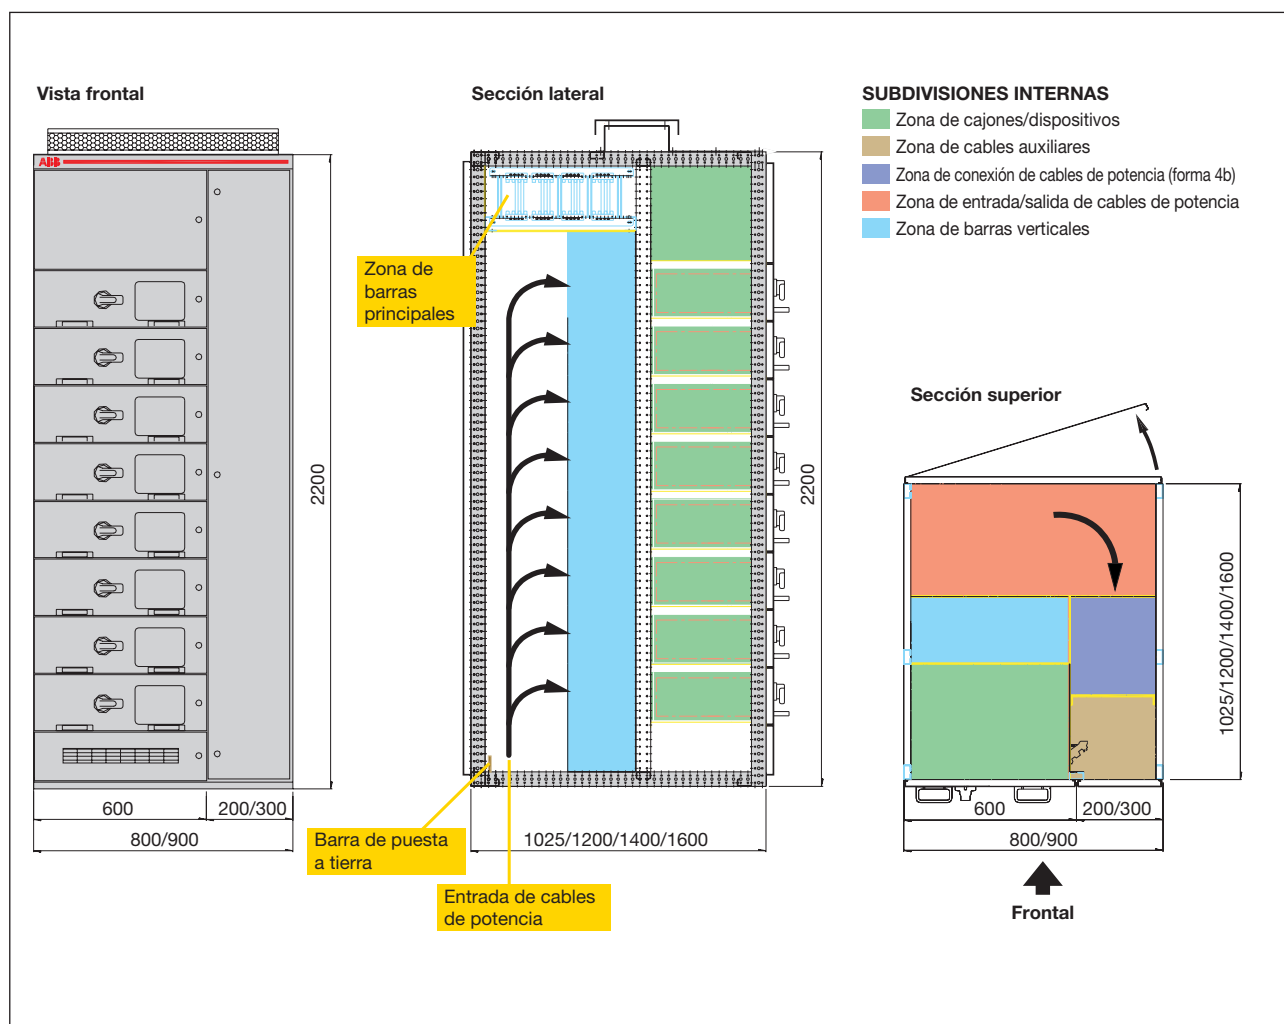 Vista frontal
Sección lateral
SUBDIVISIONES INTERNAS
Zona de cajones/dispositivos
Zona de cables auxiliares
Zona de conexión de cables de potencia (forma 4b)
Zona de entrada/salida de cables de potencia
Zona de barras verticales
ABB
Zona de
barras
principales
2200
2200
Sección superior
1025/1200/1400/1600
600
200/300
800/900
Barra de puesta
a tierra
1025/1200/1400/1600
Entrada de cables
de potencia
600
200/300
800/900
Frontal